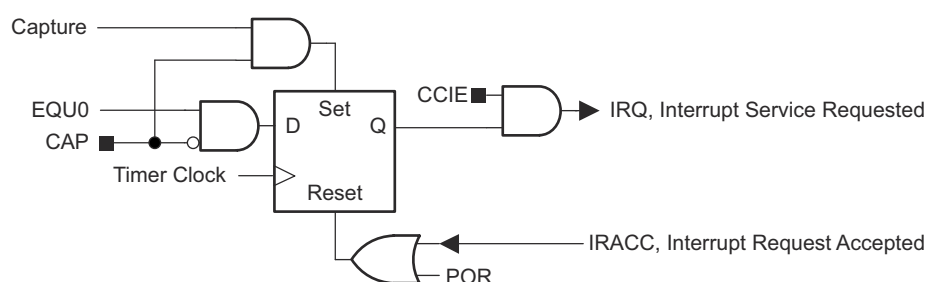 Capture
EQU0
CAP
Timer Clock
Set
D
Q
Reset
CCIE
IRQ, Interrupt Service Requested
IRACC, Interrupt Request Accepted
POR